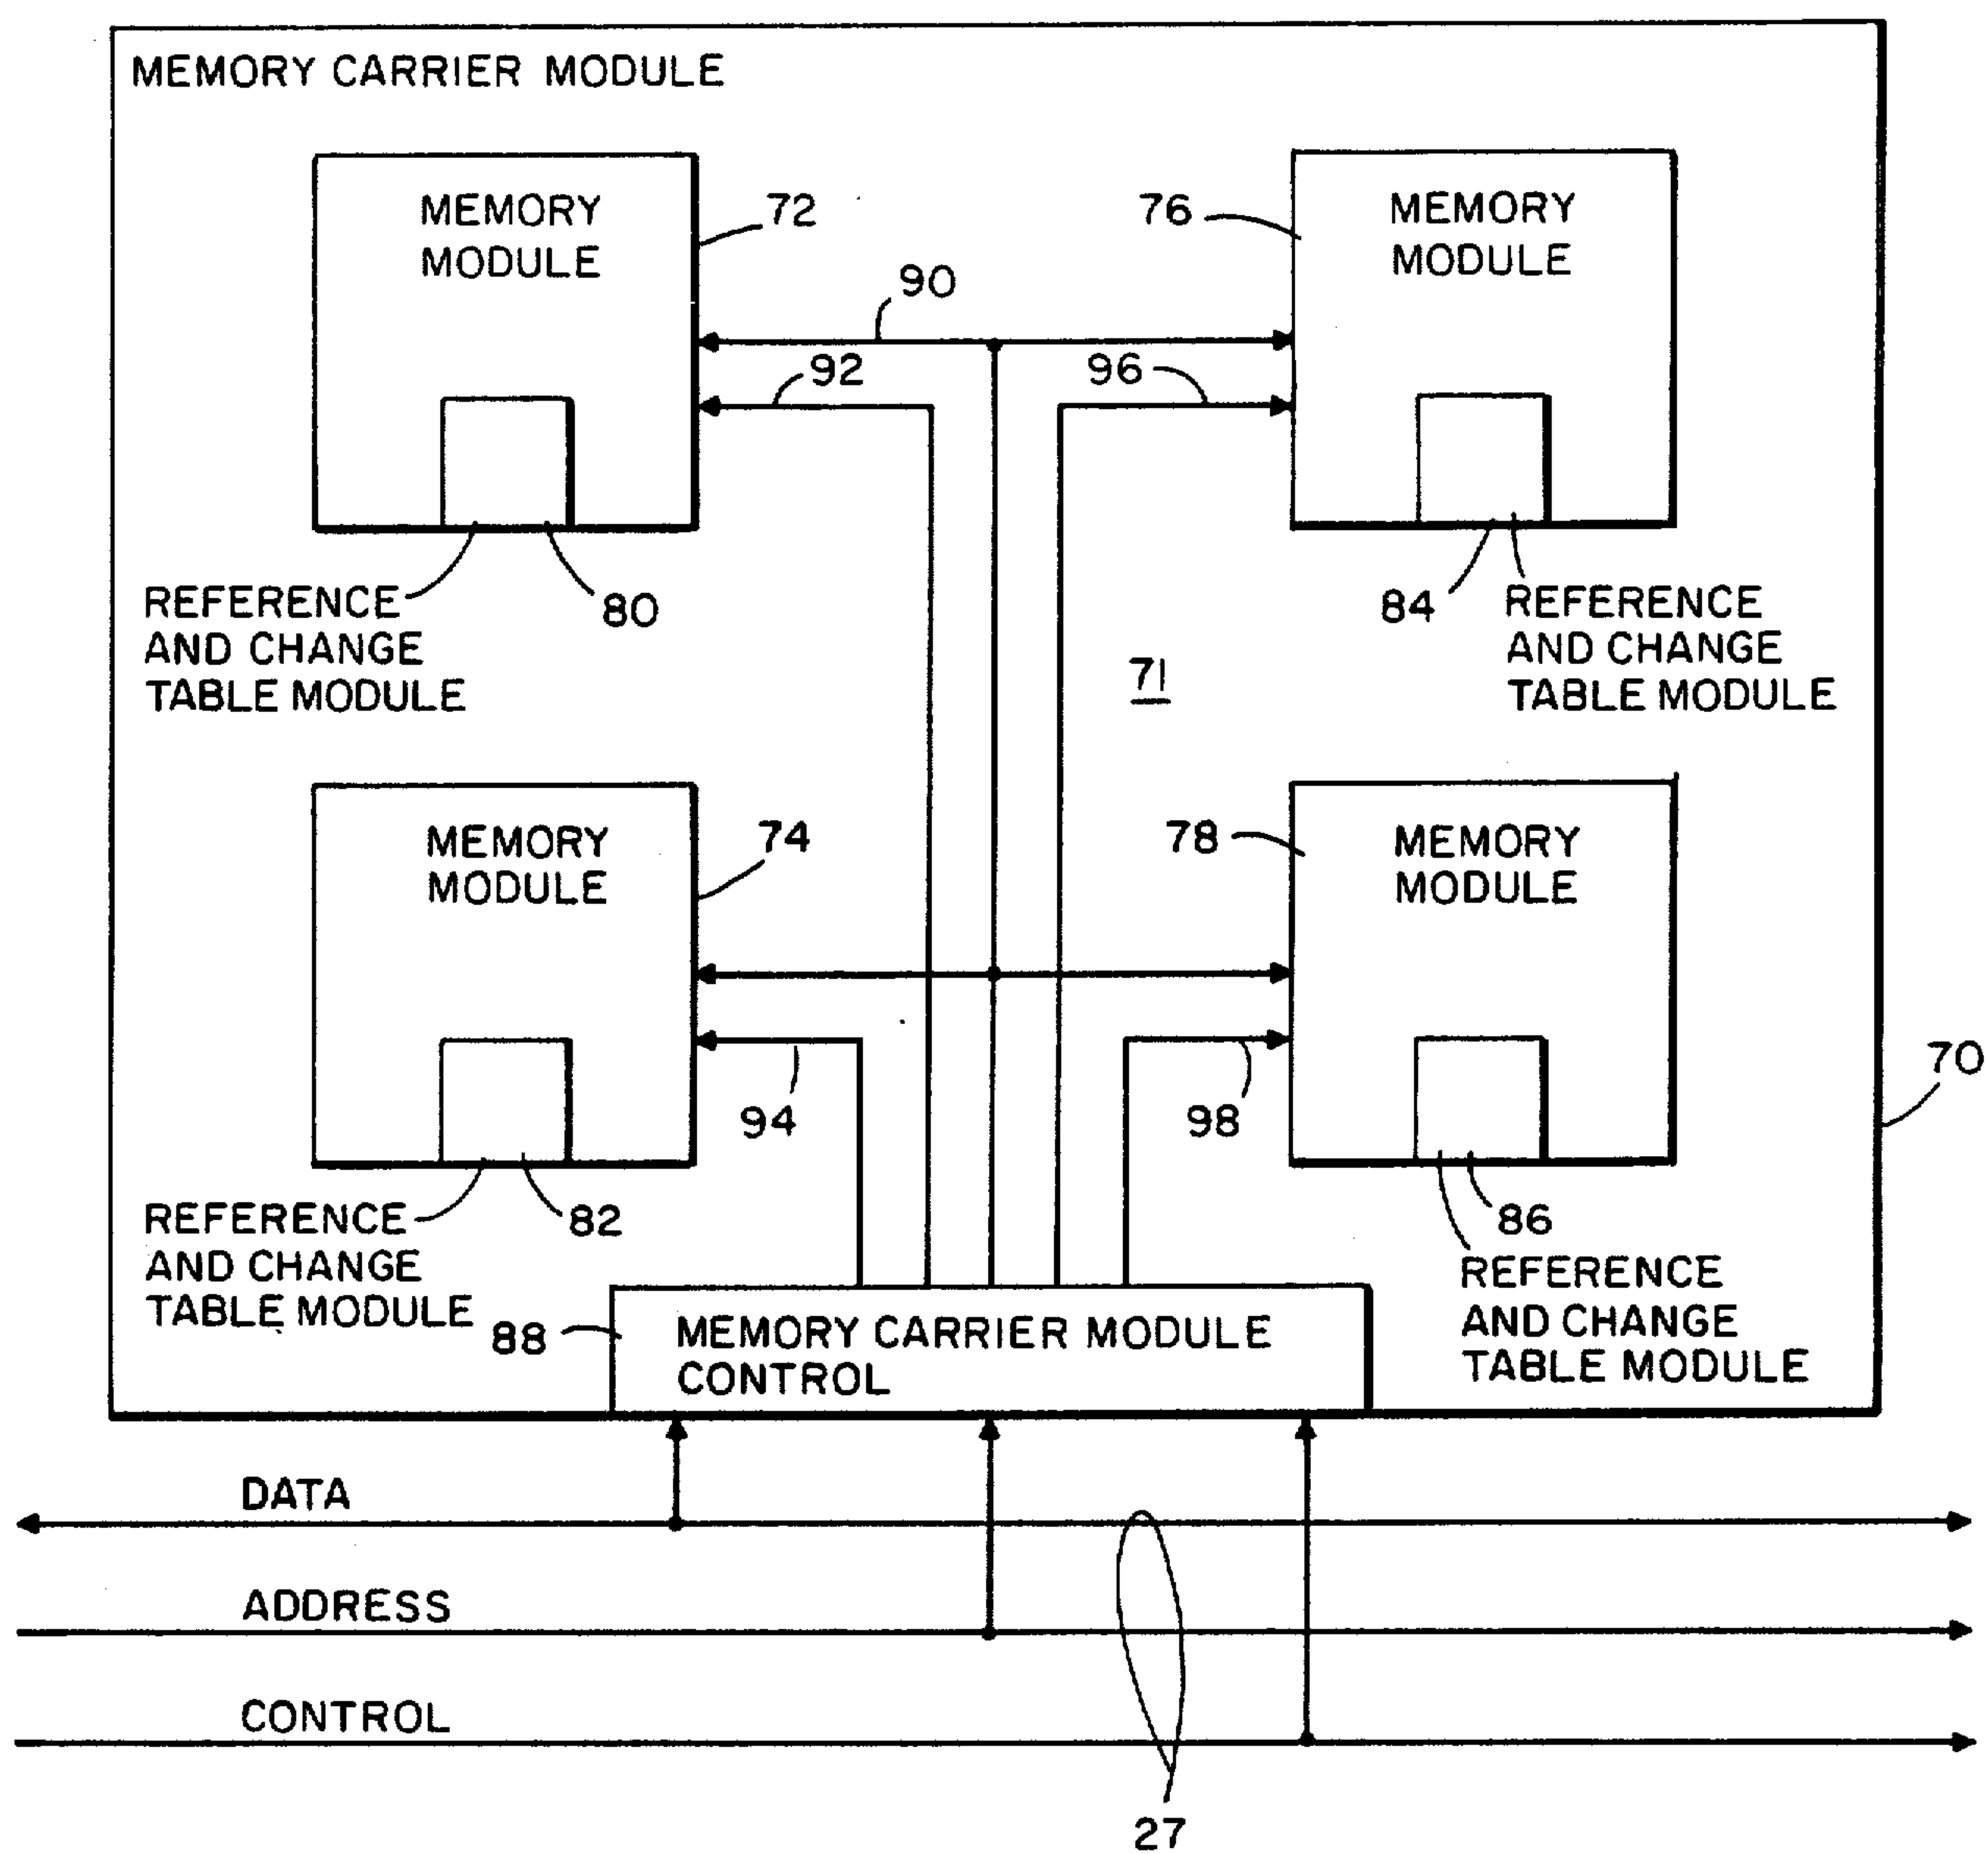 MEMORY CARRIER MODULE
MEMORY
MODULE
72
76
MEMORY
MODULE
90
92
96
REFERENCE
AND CHANGE
TABLE MODULE
80
84
REFERENCE
AND CHANGE
TABLE MODULE
71
MEMORY
MODULE
74
78
MEMORY
MODULE
70
94
98
REFERENCE
AND CHANGE
TABLE MODULE
82
86
REFERENCE
AND CHANGE
TABLE MODULE
88
MEMORY CARRIER MODULE
CONTROL
DATA
ADDRESS
CONTROL
27